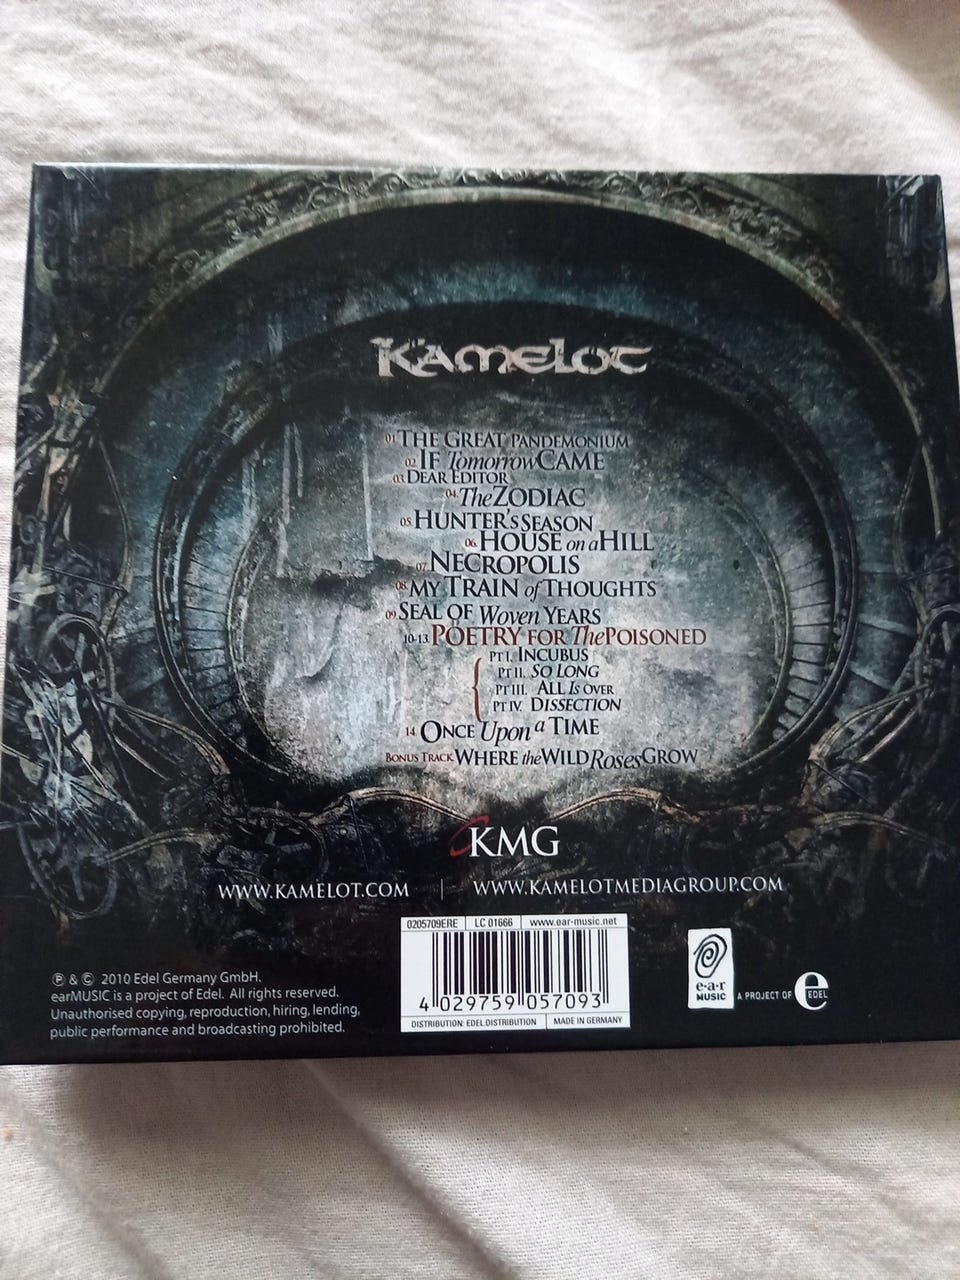 KAMELOT
01 THE GREAT PANDEMONIUM
02. IF Tomorrow CAME
03. DEAR EDITOR
04. The ZODIAC
05. HUNTER'S SEASON
06. HOUSE on a HILL
07. NECROPOLIS
08. MY TRAIN of THOUGHTS
09. SEAL OF Woven YEARS
10-13. POETRY FOR The POISONED
PT I. INCUBUS
PT II. SO LONG
PT III. ALL Is OVER
PT IV. DISSECTION
14. ONCE Upon a TIME
BONUS TRACK WHERE the WILD Roses GROW
KMG
WWW.KAMELOT.COM | WWW.KAMELOTMEDIAGROUP.COM
0205709ERE LC 01666 www.ear-music.net
4 029759 057093
DISTRIBUTION: EDEL:DISTRIBUTION MADE IN GERMANY
℗ & © 2010 Edel Germany GmbH.
earMUSIC is a project of Edel. All rights reserved.
Unauthorised copying, reproduction, hiring, lending,
public performance and broadcasting prohibited.
e·a·r
MUSIC
A PROJECT OF
e EDEL